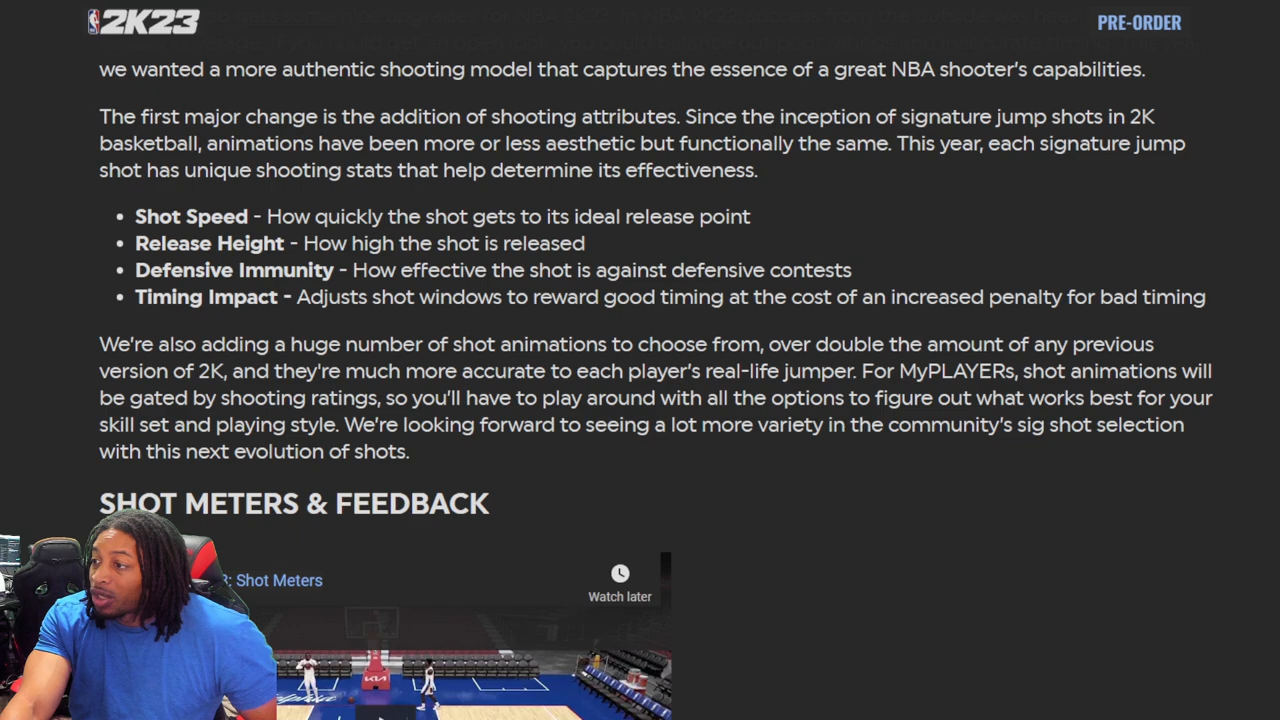 2K23
PRE-ORDER
we wanted a more authentic shooting model that captures the essence of a great NBA shooter's capabilities.
The first major change is the addition of shooting attributes. Since the inception of signature jump shots in 2K
basketball, animations have been more or less aesthetic but functionally the same. This year, each signature jump
shot has unique shooting stats that help determine its effectiveness.
• Shot Speed - How quickly the shot gets to its ideal release point
• Release Height - How high the shot is released
• Defensive Immunity - How effective the shot is against defensive contests
• Timing Impact - Adjusts shot windows to reward good timing at the cost of an increased penalty for bad timing
We're also adding a huge number of shot animations to choose from, over double the amount of any previous
version of 2K, and they're much more accurate to each player's real-life jumper. For MyPLAYERs, shot animations will
be gated by shooting ratings, so you'll have to play around with all the options to figure out what works best for your
skill set and playing style. We're looking forward to seeing a lot more variety in the community's sig shot selection
with this next evolution of shots.
SHOT METERS & FEEDBACK
: Shot Meters
Watch later
KIA